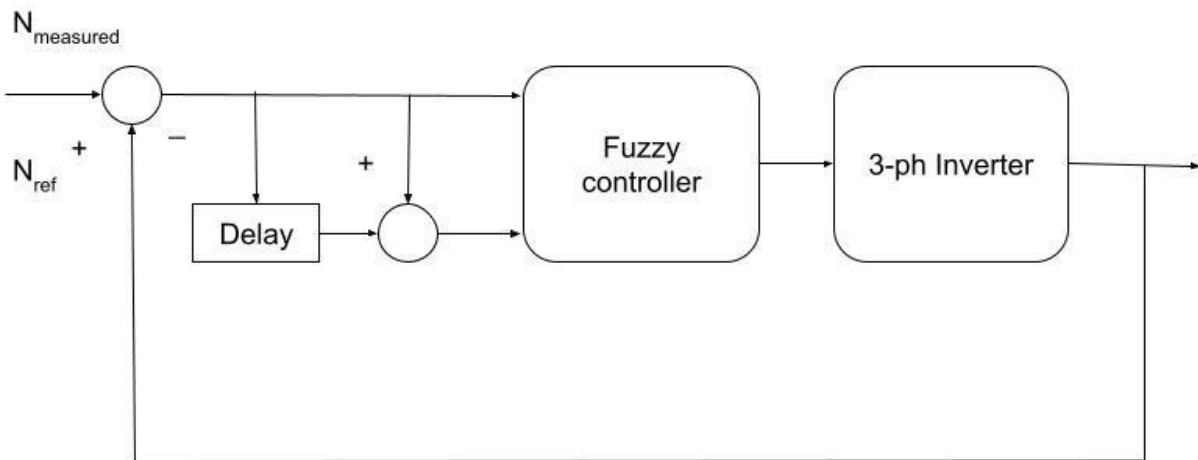 N_measured
+
−
N_ref
+
Fuzzy
controller
3-ph Inverter
Delay